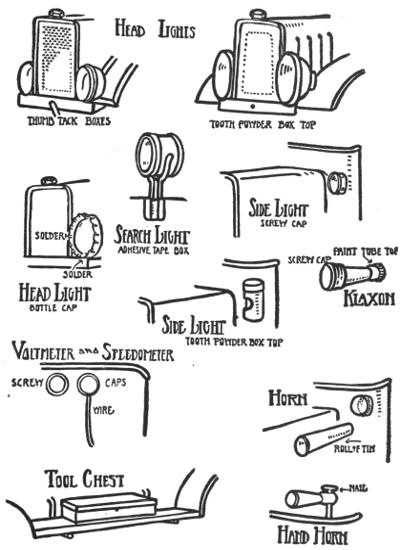 HEAD LIGHTS
THUMB TACK BOXES
TOOTH POWDER BOX TOP
SOLDER
SOLDER
HEAD LIGHT
BOTTLE CAP
SEARCH LIGHT
ADHESIVE TAPE BOX
SIDE LIGHT
SCREW CAP
SIDE LIGHT
TOOTH POWDER BOX TOP
PAINT TUBE TOP
SCREW CAP
KLAXON
VOLTMETER AND SPEEDOMETER
SCREW CAPS
WIRE
HORN
ROLL OF TIN
TOOL CHEST
NAIL
HAND HORN